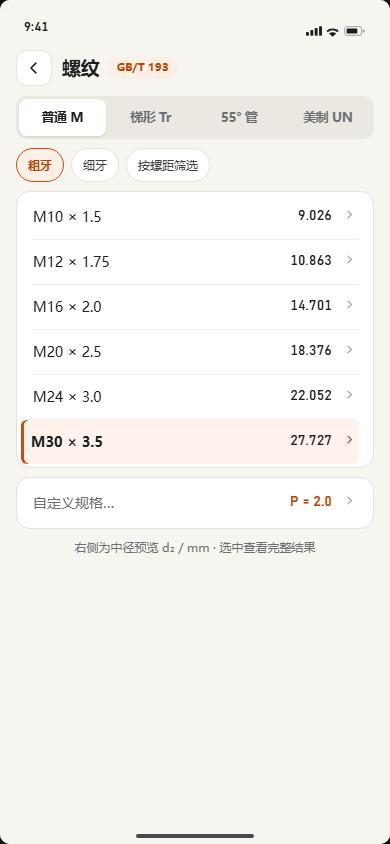 9:41
螺纹 GB/T 193
普通 M 梯形 Tr 55° 管 美制 UN
粗牙 细牙 按螺距筛选
M10 × 1.5 9.026
M12 × 1.75 10.863
M16 × 2.0 14.701
M20 × 2.5 18.376
M24 × 3.0 22.052
M30 × 3.5 27.727
自定义规格... P = 2.0
右侧为中径预览 d₂ / mm · 选中查看完整结果